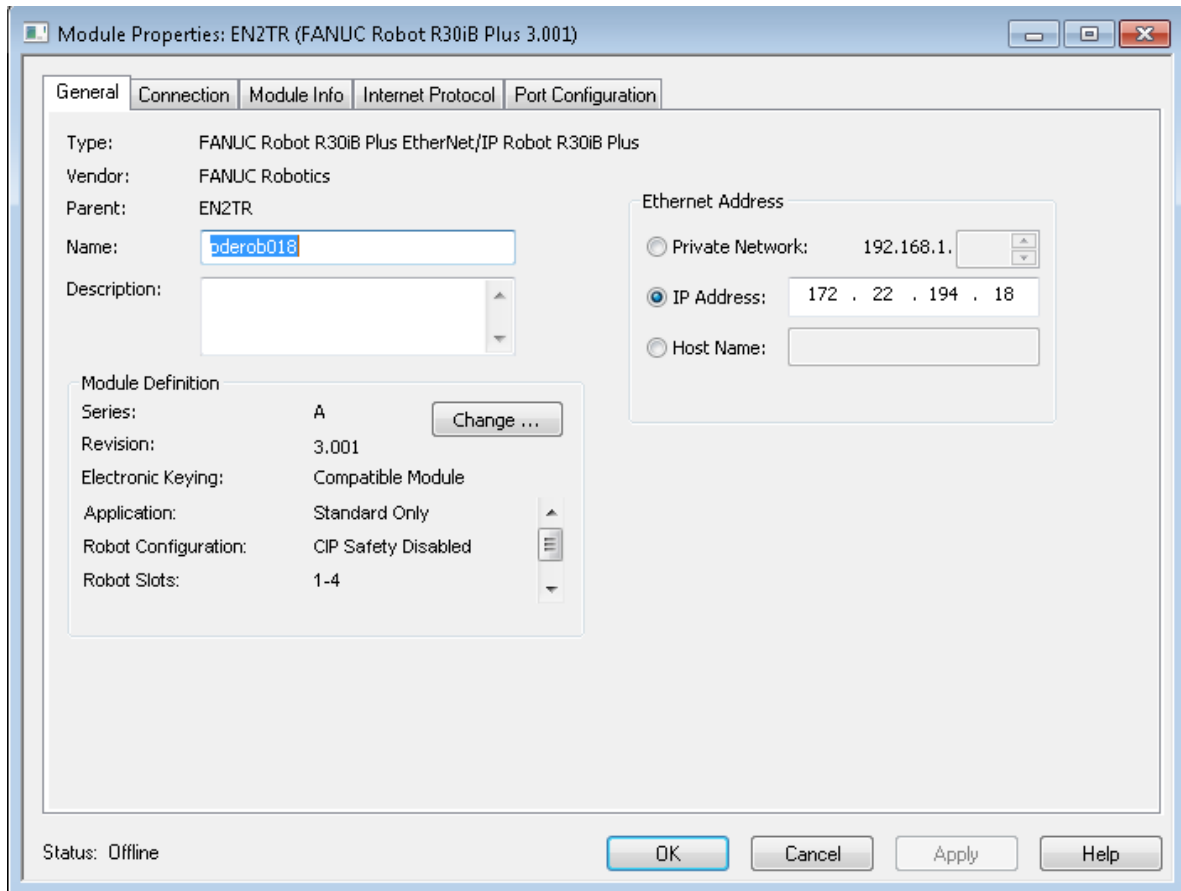 Module Properties: EN2TR (FANUC Robot R30iB Plus 3.001)
General Connection Module Info Internet Protocol Port Configuration
Type: FANUC Robot R30iB Plus EtherNet/IP Robot R30iB Plus
Vendor: FANUC Robotics
Parent: EN2TR
Name: pderob018
Description:
Ethernet Address
Private Network: 192.168.1.
IP Address: 172 . 22 . 194 . 18
Host Name:
Module Definition
Series: A
Change ...
Revision: 3.001
Electronic Keying: Compatible Module
Application: Standard Only
Robot Configuration: CIP Safety Disabled
Robot Slots: 1-4
Status: Offline
OK Cancel Apply Help